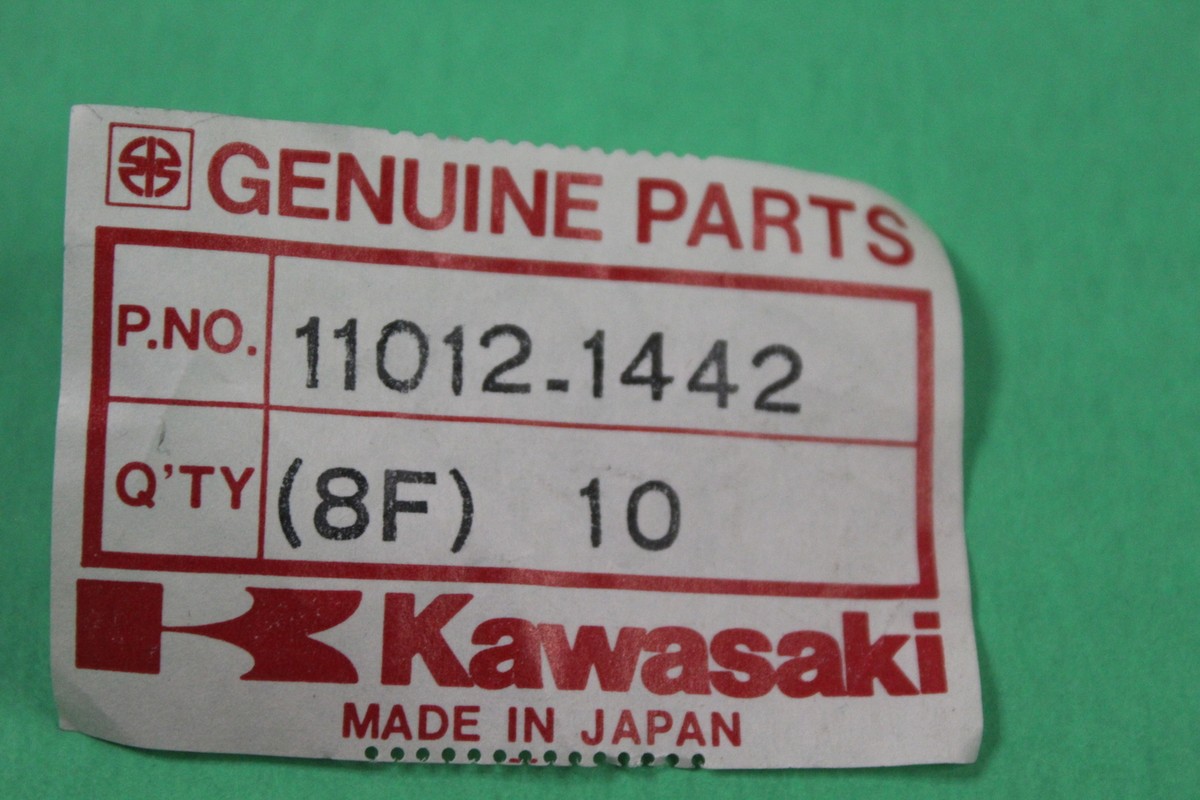 GENUINE PARTS
P.NO. 11012-1442
Q'TY (8F) 10
Kawasaki
MADE IN JAPAN